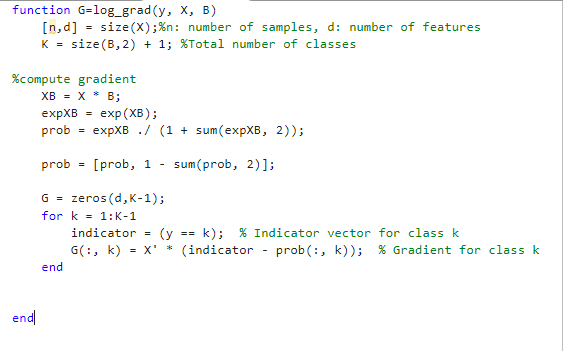 function G=log_grad(y, X, B)
[n,d] = size(X);%n: number of samples, d: number of features
K = size(B,2) + 1; %Total number of classes
%compute gradient
XB = X * B;
expXB = exp(XB);
prob = expXB ./ (1 + sum(expXB, 2));
prob = [prob, 1 - sum(prob, 2)];
G = zeros(d,K-1);
for k = 1:K-1
indicator = (y == k);  % Indicator vector for class k
G(:, k) = X' * (indicator - prob(:, k));  % Gradient for class k
end
end